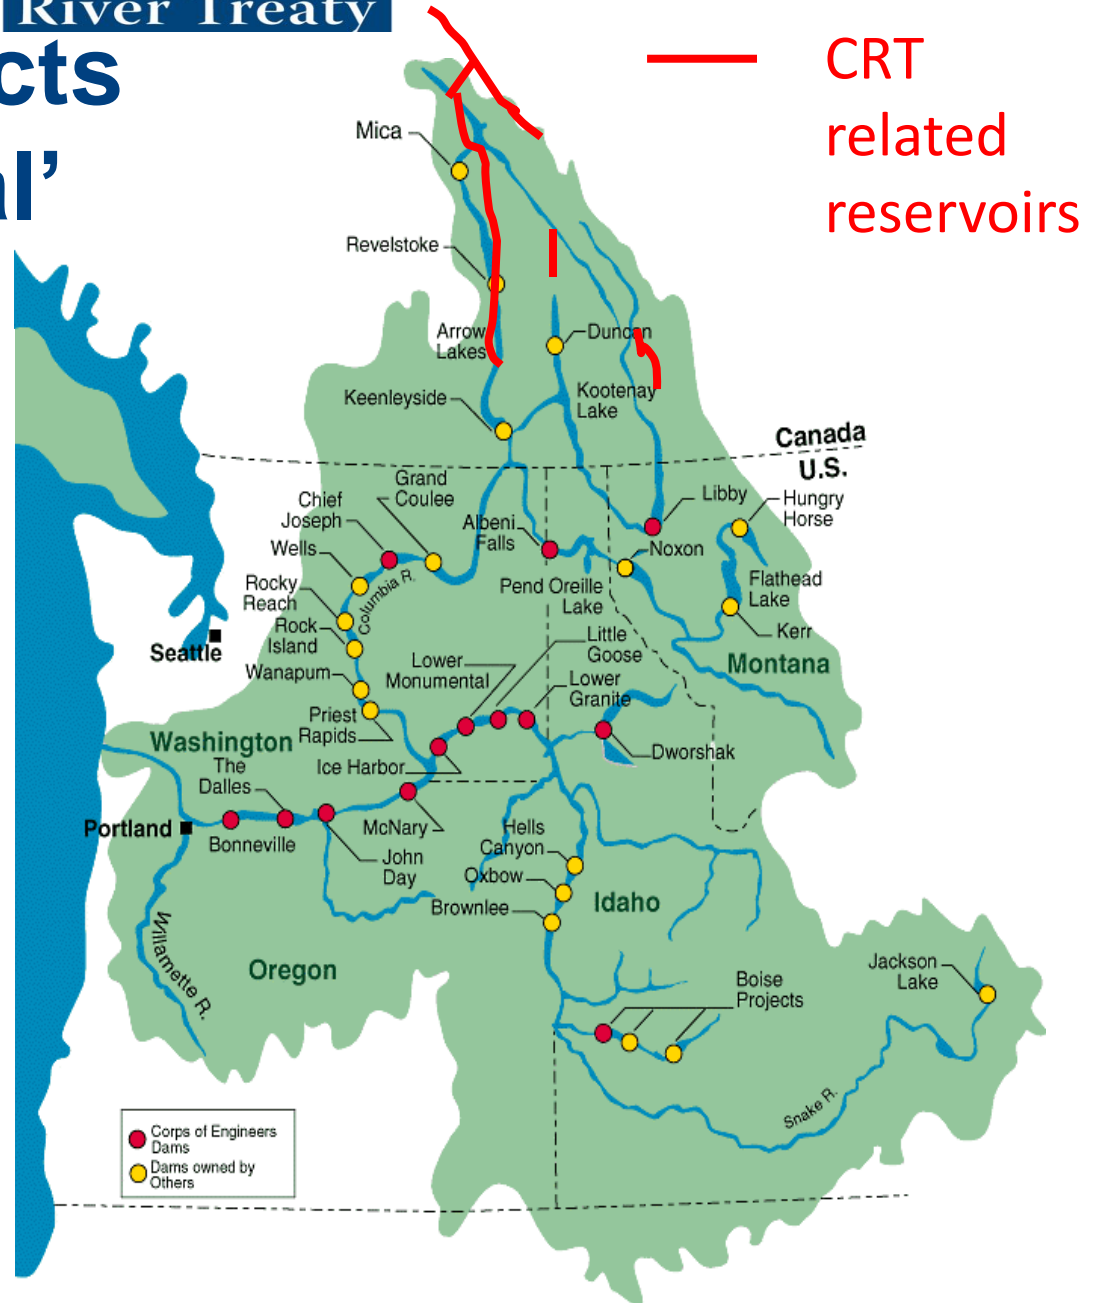 River Treaty
cts
al’
CRT
related
reservoirs
Mica
Revelstoke
Arrow
Lakes
Duncan
Keenleyside
Kootenay
Lake
Canada
U.S.
Grand
Coulee
Chief
Joseph
Albeni
Falls
Libby
Hungry
Horse
Wells
Noxon
Rocky
Reach
Columbia R.
Pend Oreille
Lake
Flathead
Lake
Rock
Island
Kerr
Seattle
Little
Goose
Montana
Wanapum
Lower
Monumental
Lower
Granite
Priest
Rapids
Washington
Ice Harbor
Dworshak
The
Dalles
Portland
Bonneville
McNary
John
Day
Hells
Canyon
Oxbow
Brownlee
Idaho
Willamette R.
Oregon
Boise
Projects
Jackson
Lake
Snake R.
Corps of Engineers
Dams
Dams owned by
Others